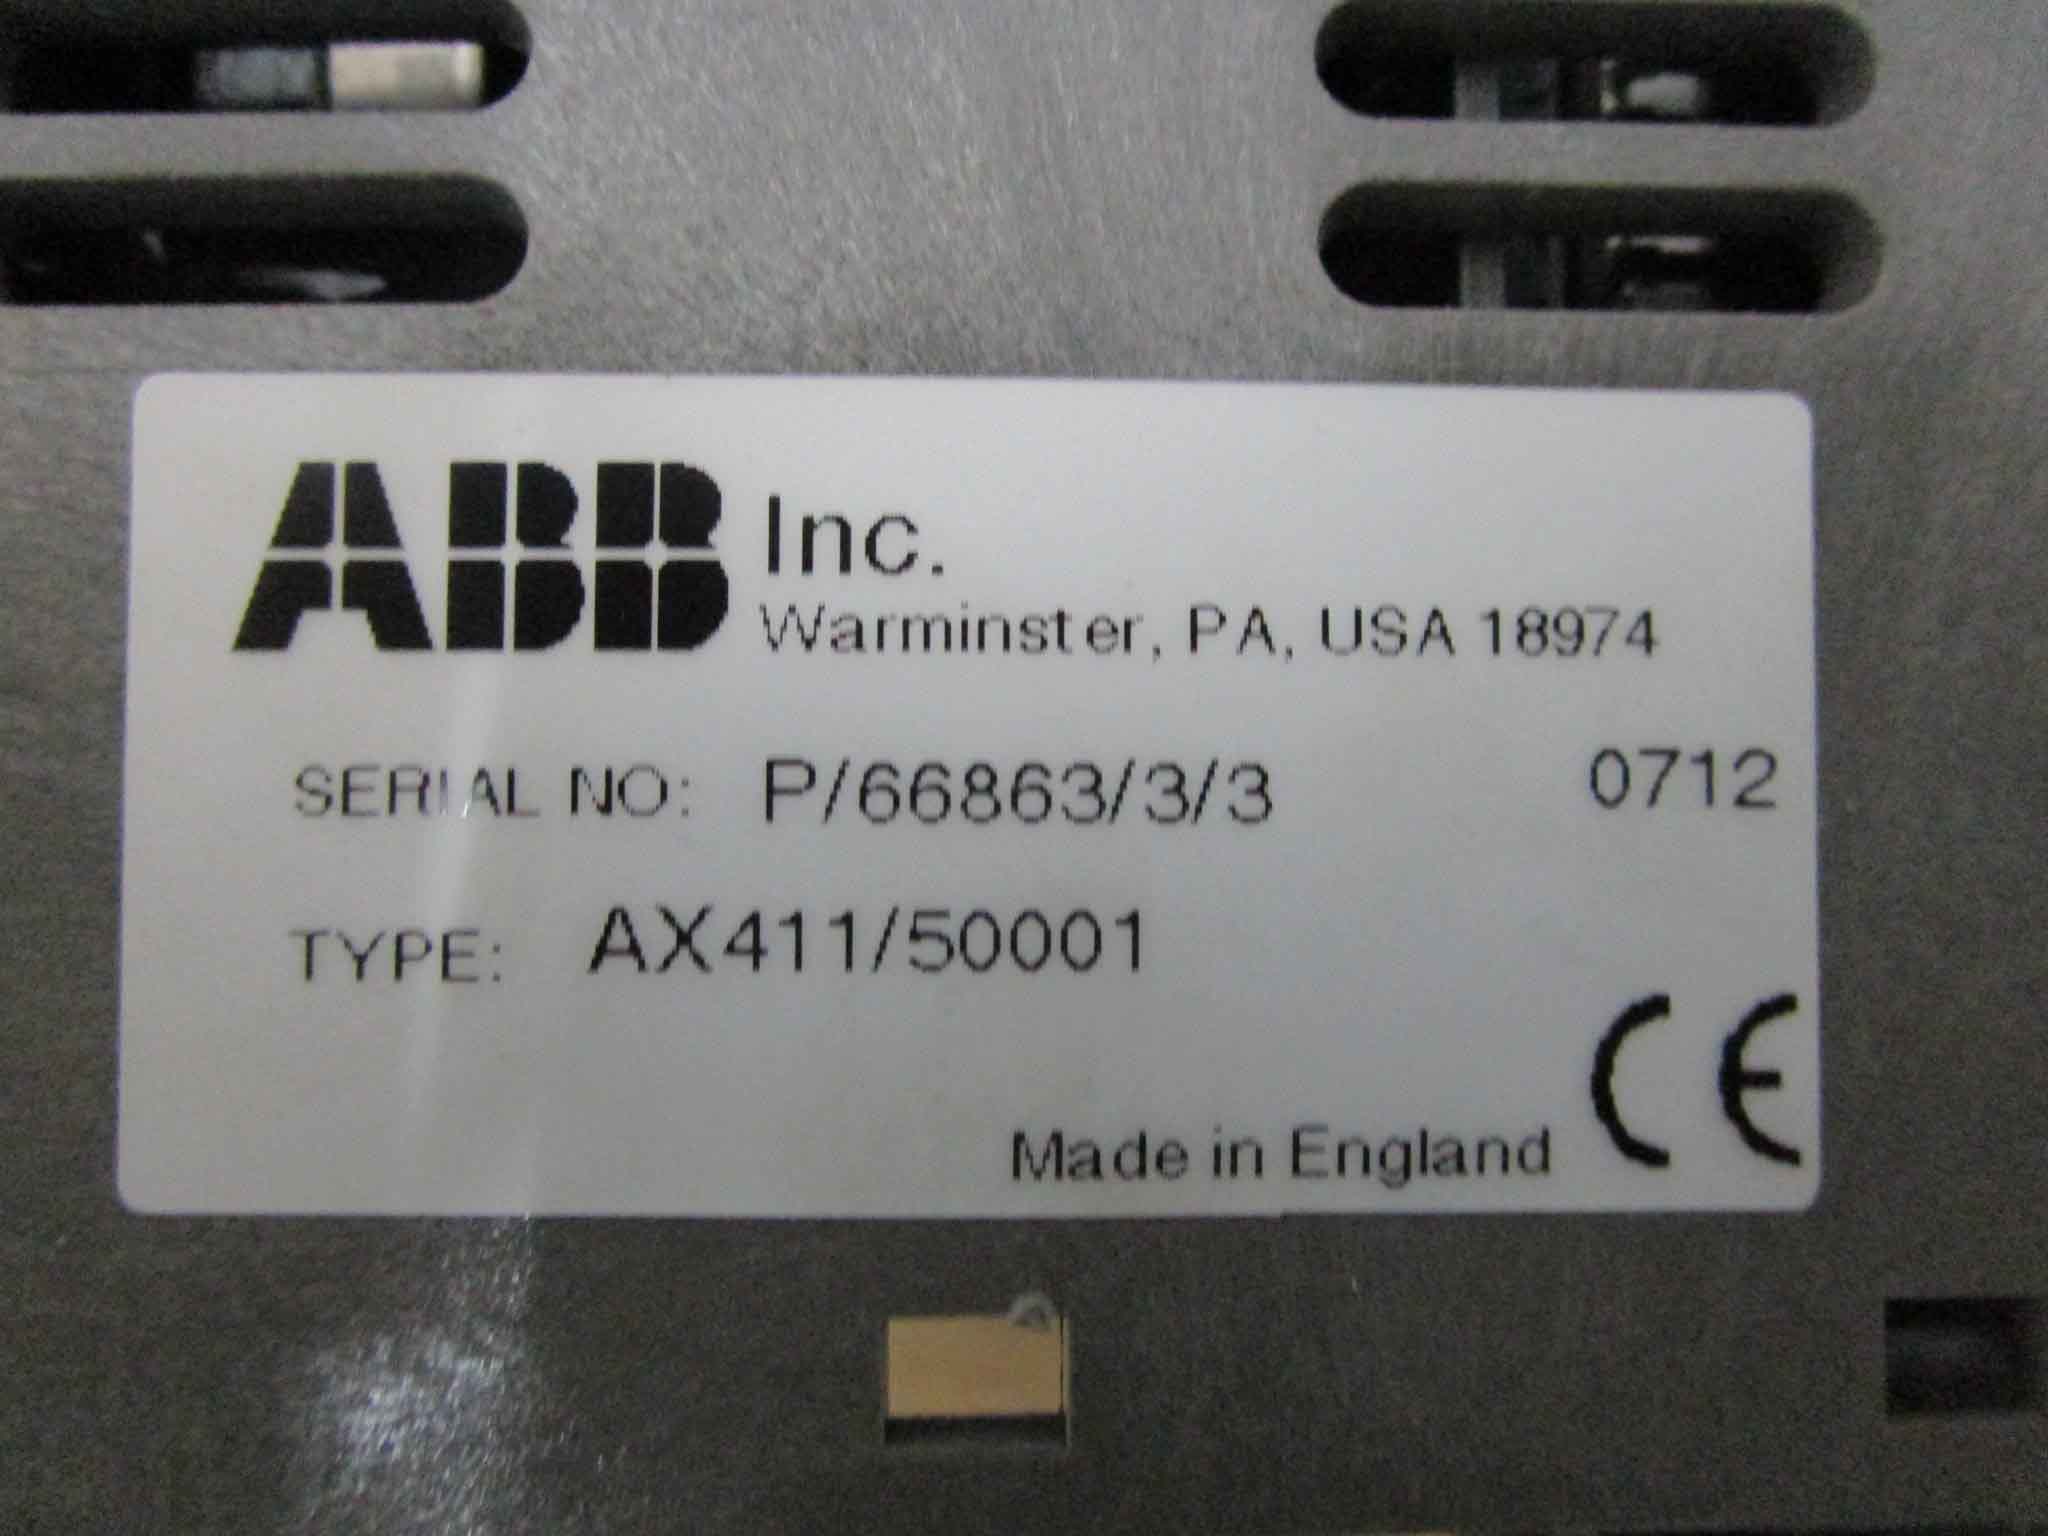 ABB Inc.
Warminster, PA, USA 18974
SERIAL NO: P/66863/3/3 0712
TYPE: AX411/50001
Made in England CE